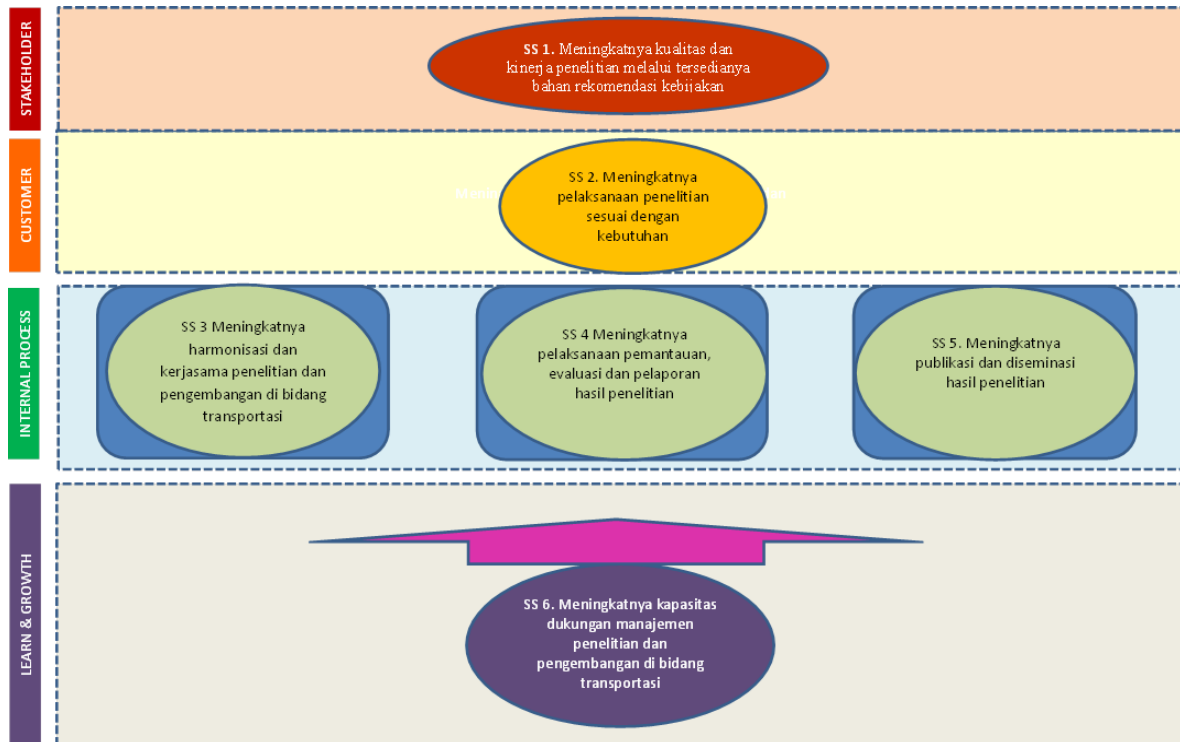 STAKEHOLDER
SS 1. Meningkatnya kualitas dan
kinerja penelitian melalui tersedianya
bahan rekomendasi kebijakan
CUSTOMER
SS 2. Meningkatnya
pelaksanaan penelitian
sesuai dengan
kebutuhan
INTERNAL PROCESS
SS 3 Meningkatnya
harmonisasi dan
kerjasama penelitian dan
pengembangan di bidang
transportasi
SS 4 Meningkatnya
pelaksanaan pemantauan,
evaluasi dan pelaporan
hasil penelitian
SS 5. Meningkatnya
publikasi dan diseminasi
hasil penelitian
LEARN & GROWTH
SS 6. Meningkatnya kapasitas
dukungan manajemen
penelitian dan
pengembangan di bidang
transportasi